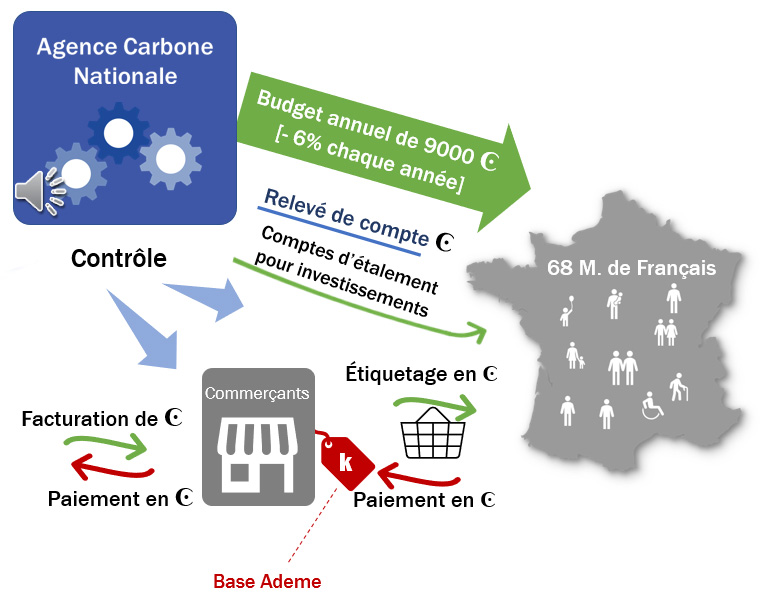 Agence Carbone
Nationale
Budget annuel de 9000 ☪
[- 6% chaque année]
Relevé de compte ☪
Comptes d’étalement
pour investissements
Contrôle
68 M. de Français
Commerçants
Étiquetage en ☪
Facturation de ☪
k
Paiement en ☪
Paiement en ☪
Base Ademe